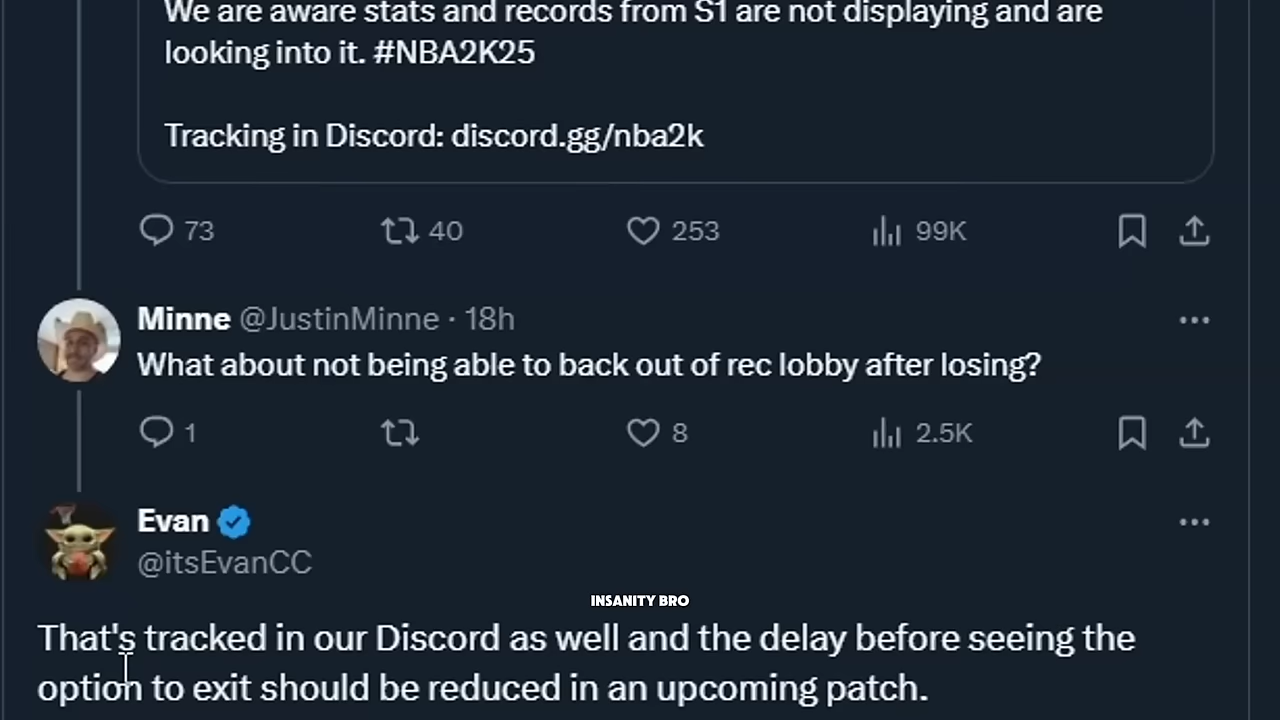 We are aware stats and records from S1 are not displaying and are
looking into it. #NBA2K25
Tracking in Discord: discord.gg/nba2k
73 40 253 99K
Minne @JustinMinne · 18h
What about not being able to back out of rec lobby after losing?
1 8 2.5K
Evan
@itsEvanCC
INSANITY BRO
That's tracked in our Discord as well and the delay before seeing the
option to exit should be reduced in an upcoming patch.